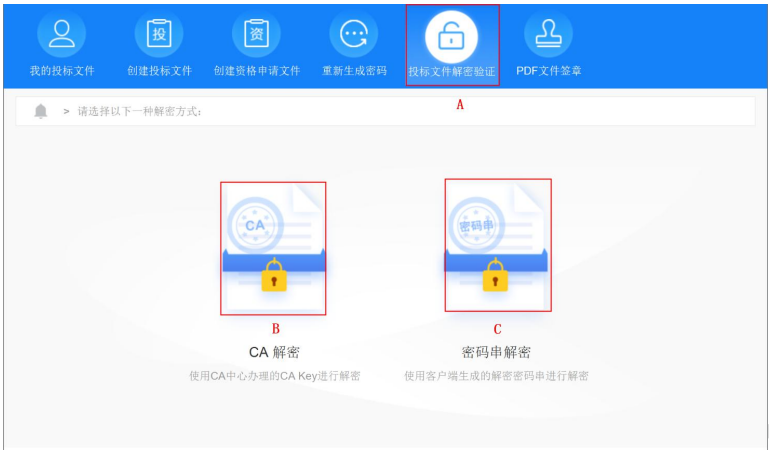 投
资
我的投标文件 创建投标文件 创建资格申请文件 重新生成密码 投标文件解密验证 PDF文件签章
A
> 请选择以下一种解密方式:
CA
密码串
B
C
CA 解密
密码串解密
使用CA中心办理的CA Key进行解密
使用客户端生成的解密密码串进行解密